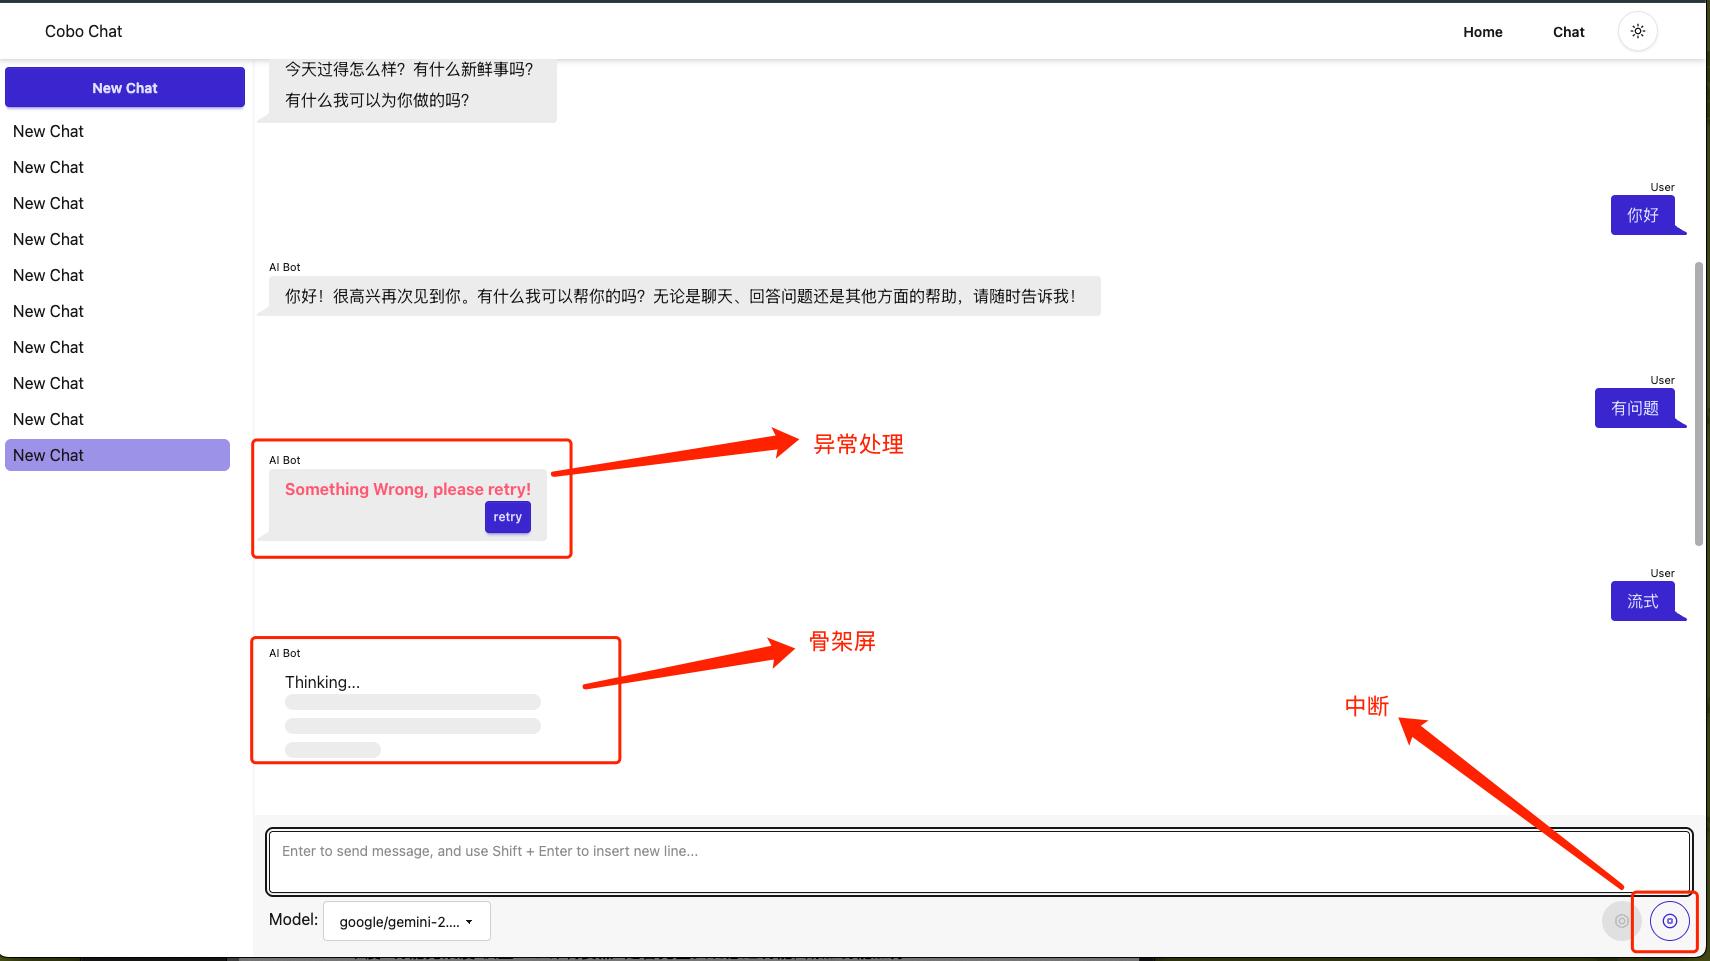 Cobo Chat
Home
Chat
New Chat
New Chat
New Chat
New Chat
New Chat
New Chat
New Chat
New Chat
New Chat
New Chat
New Chat
今天过得怎么样？有什么新鲜事吗？
有什么我可以为你做的吗？
User
你好
AI Bot
你好！很高兴再次见到你。有什么我可以帮你的吗？无论是聊天、回答问题还是其他方面的帮助，请随时告诉我！
User
有问题
AI Bot
Something Wrong, please retry!
retry
异常处理
User
流式
AI Bot
Thinking...
骨架屏
中断
Enter to send message, and use Shift + Enter to insert new line...
Model:
google/gemini-2....